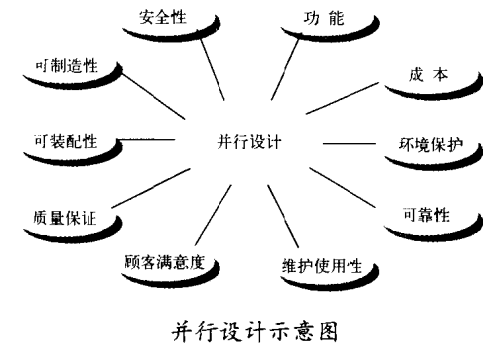 安全性
功能
可制造性
成本
可装配性
并行设计
环境保护
质量保证
可靠性
顾客满意度
维护使用性
并行设计示意图